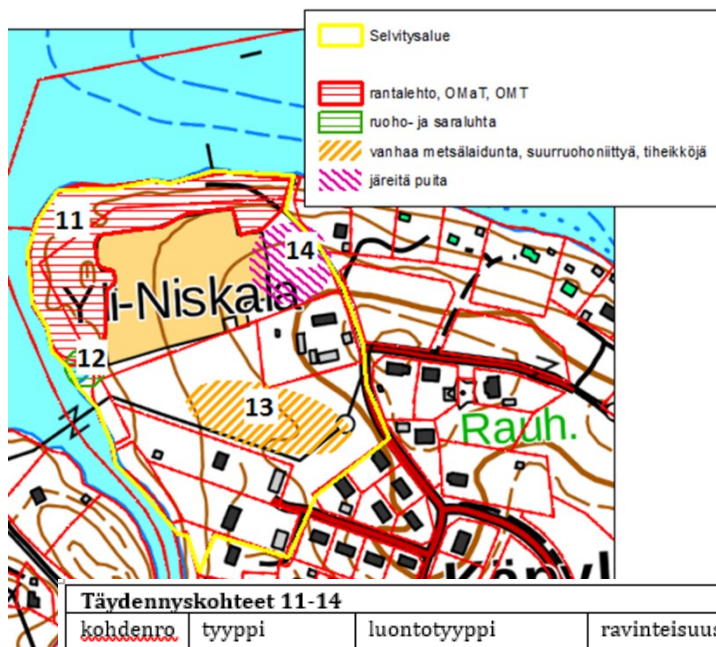 Selvitysalue
rantalehto, OMaT, OMT
ruoho- ja saraluhta
vanhaa metsälaidunta, suurruohoniittyä, tiheikköjä
järeitä puita
11
14
Yli-Niskala
12
13
Rauh.
Täydennyskohteet 11-14
kohdenro tyyppi luontotyyppi ravinteisuus